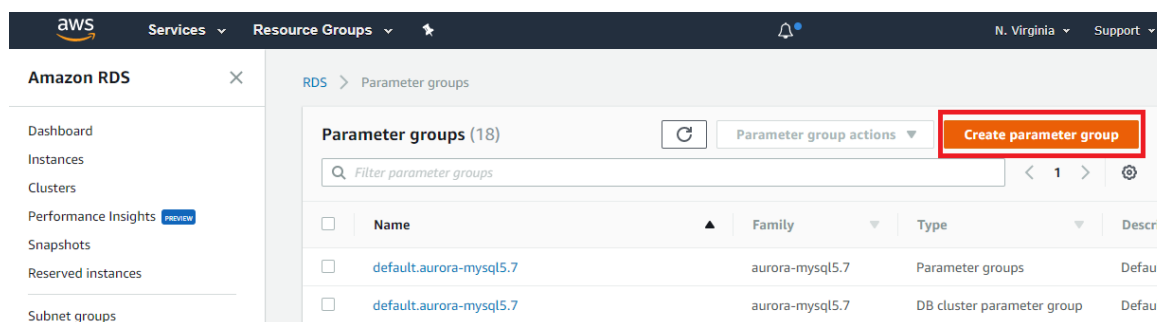 aws Services Resource Groups N. Virginia Support
Amazon RDS
Dashboard
Instances
Clusters
Performance Insights PREVIEW
Snapshots
Reserved instances
Subnet groups
RDS > Parameter groups
Parameter groups (18) Parameter group actions Create parameter group
Filter parameter groups < 1 >
Name Family Type Descr
default.aurora-mysql5.7 aurora-mysql5.7 Parameter groups Defau
default.aurora-mysql5.7 aurora-mysql5.7 DB cluster parameter group Defau